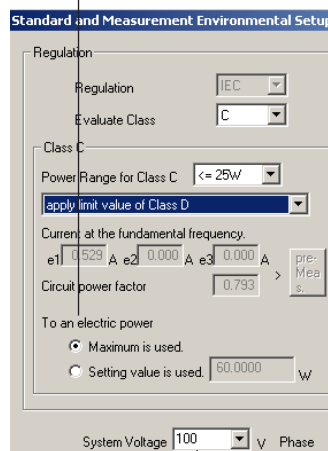 Standard and Measurement Environmental Setup
Regulation
Regulation IEC
Evaluate Class C
Class C
Power Range for Class C <= 25W
apply limit value of Class D
Current at the fundamental frequency.
e1 0.529 A e2 0.000 A e3 0.000 A > pre-Meas.
Circuit power factor 0.793
To an electric power
Maximum is used.
Setting value is used. 60.0000 W
System Voltage 100 V Phase